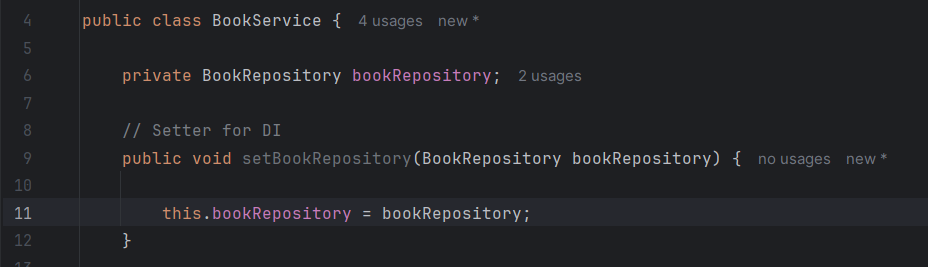 4 public class BookService { 4 usages new *
5
6 private BookRepository bookRepository; 2 usages
7
8 // Setter for DI
9 public void setBookRepository(BookRepository bookRepository) { no usages new *
10
11 this.bookRepository = bookRepository;
12 }
13